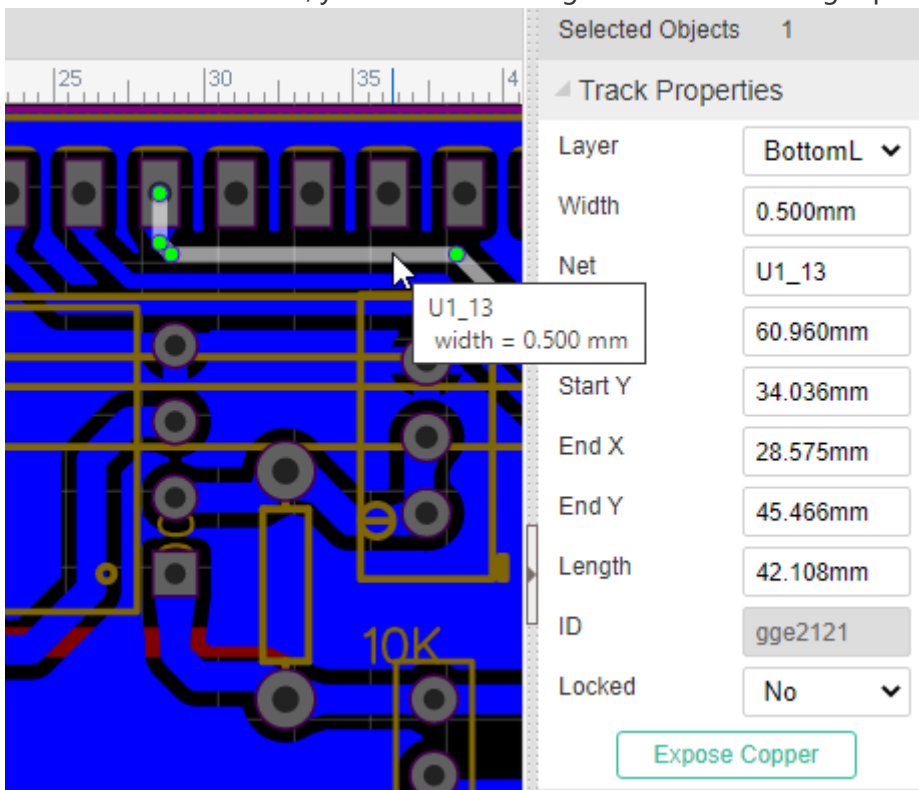 Selected Objects 1
25 30 35 4
Track Properties
Layer BottomL
Width 0.500mm
Net U1_13
U1_13
width = 0.500 mm
60.960mm
Start Y 34.036mm
End X 28.575mm
End Y 45.466mm
Length 42.108mm
ID gge2121
10K
Locked No
Expose Copper